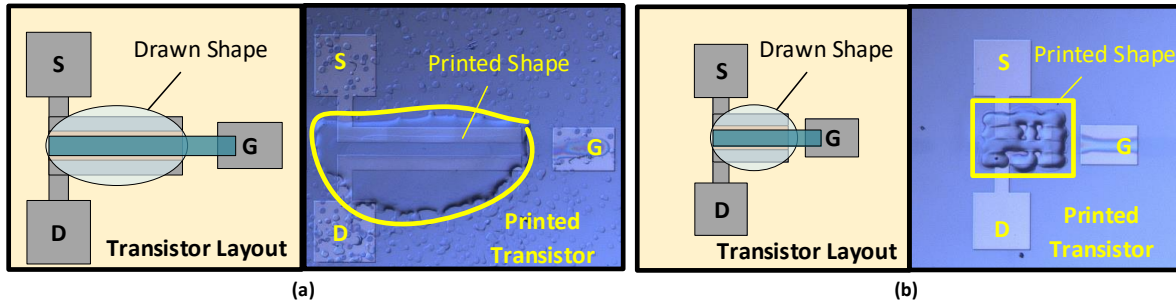 S
Drawn Shape
G
D
Transistor Layout
S
Printed Shape
G
D
Printed
Transistor
(a)
S
Drawn Shape
G
D
Transistor Layout
S
Printed Shape
G
D
Printed
Transistor
(b)